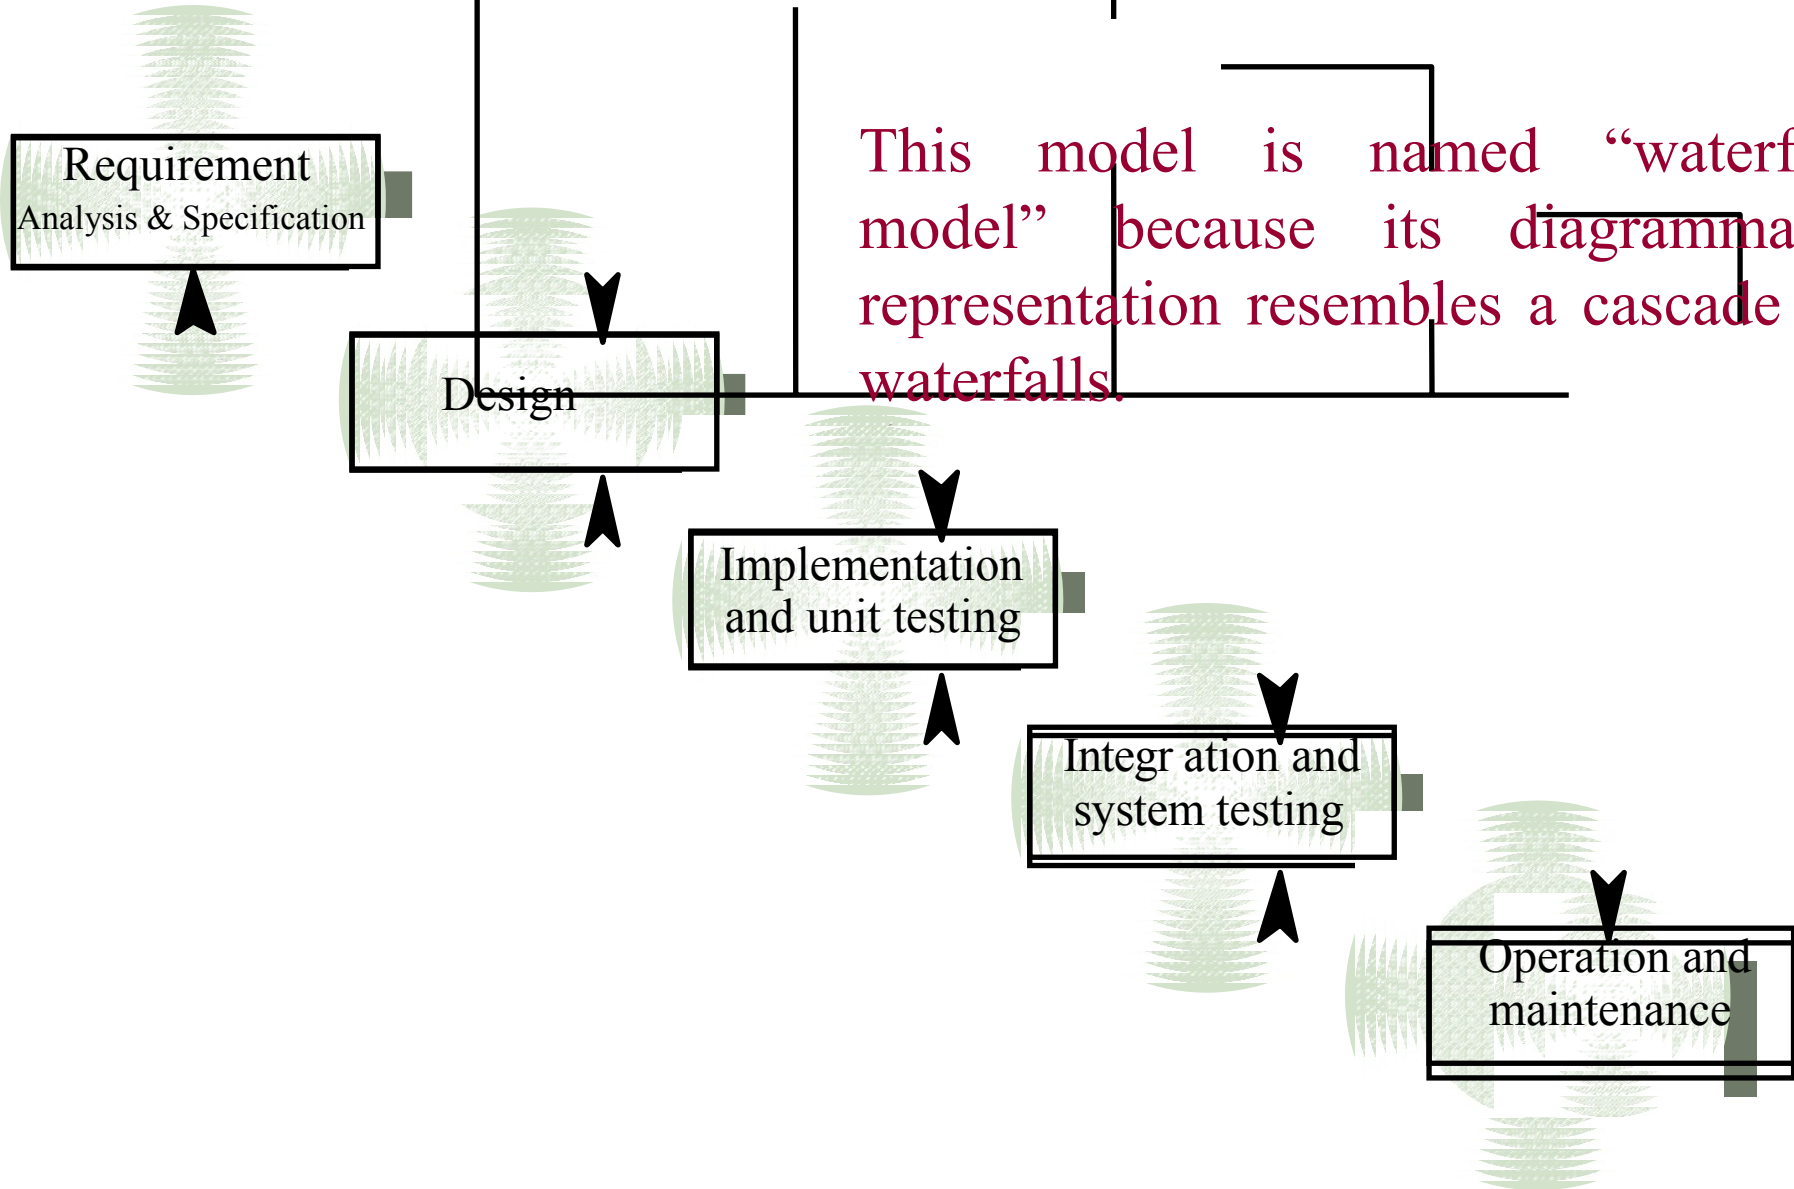 Requirement
Analysis & Specification
This model is named “waterf
model” because its diagramma
representation resembles a cascade
waterfalls.
Design
Implementation
and unit testing
Integr ation and
system testing
Operation and
maintenance